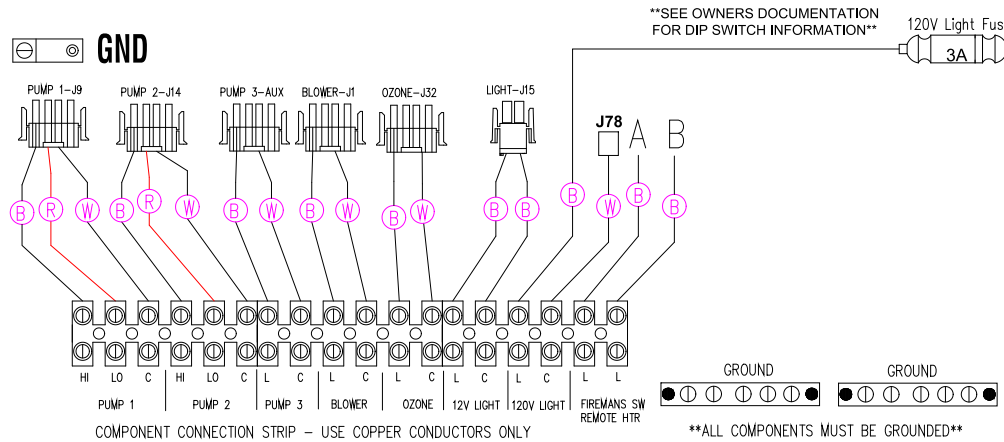 **SEE OWNERS DOCUMENTATION
FOR DIP SWITCH INFORMATION**
120V Light Fus
3A
GND
PUMP 1-J9
PUMP 2-J14
PUMP 3-AUX
BLOWER-J1
OZONE-J32
LIGHT-J15
J78
A
B
B
R
W
B
R
W
B
W
B
W
B
W
B
B
B
W
B
B
HI
LO
C
HI
LO
C
L
C
L
C
L
C
L
C
L
C
L
L
PUMP 1
PUMP 2
PUMP 3
BLOWER
OZONE
12V LIGHT
120V LIGHT
FIREMANS SW
REMOTE HTR
COMPONENT CONNECTION STRIP – USE COPPER CONDUCTORS ONLY
GROUND
GROUND
**ALL COMPONENTS MUST BE GROUNDED**